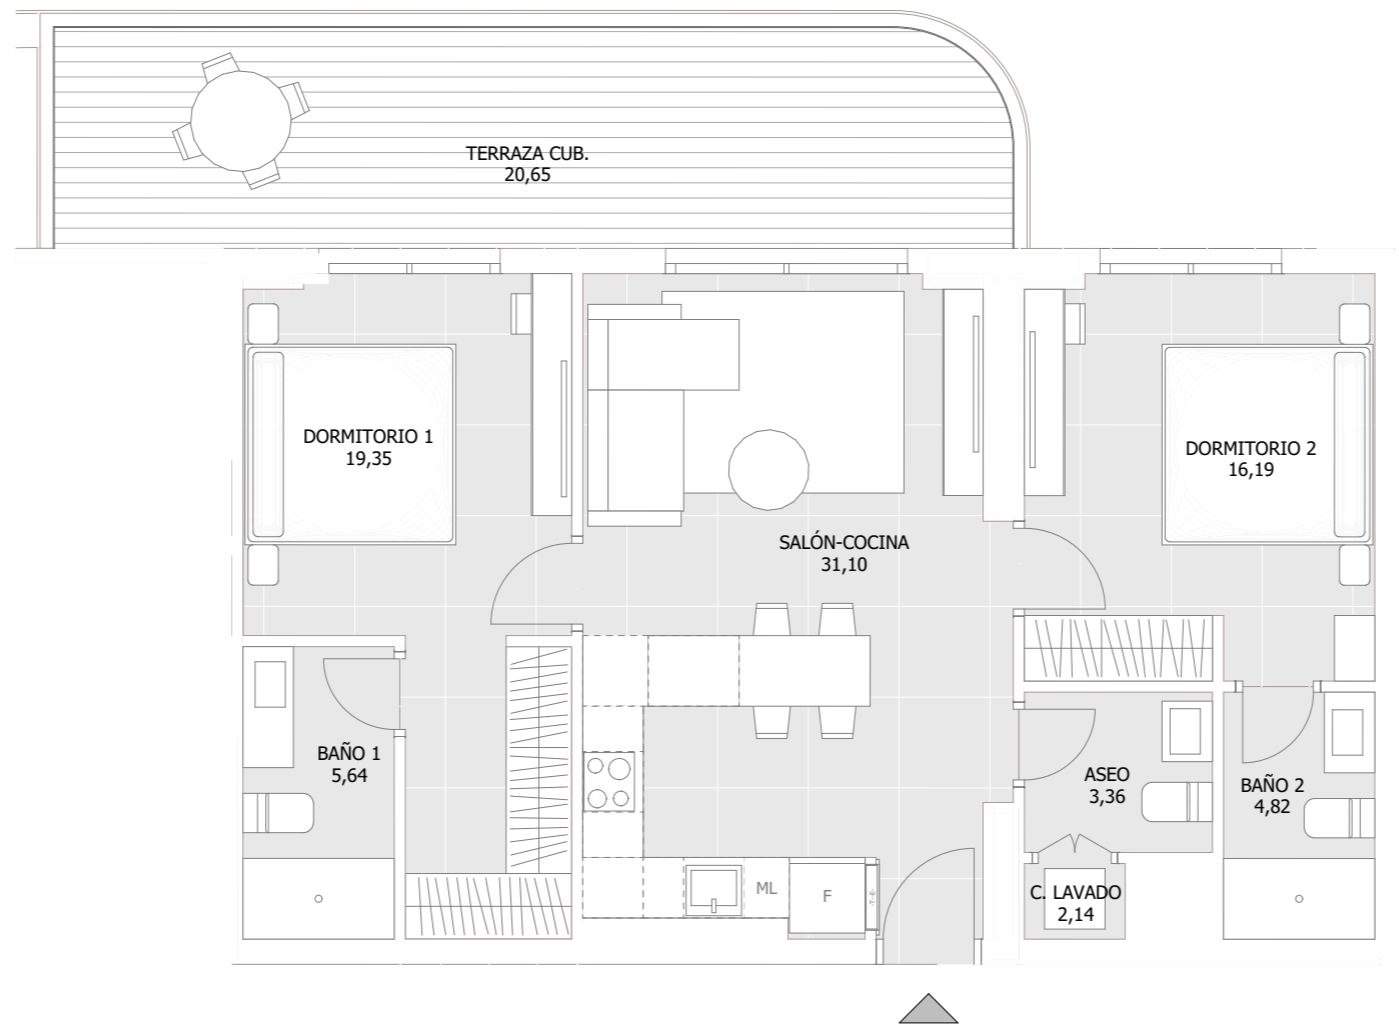 TERRAZA CUB.
20,65
DORMITORIO 1
19,35
DORMITORIO 2
16,19
SALÓN-COCINA
31,10
BAÑO 1
5,64
ASEO
3,36
BAÑO 2
4,82
ML
F
C. LAVADO
2,14